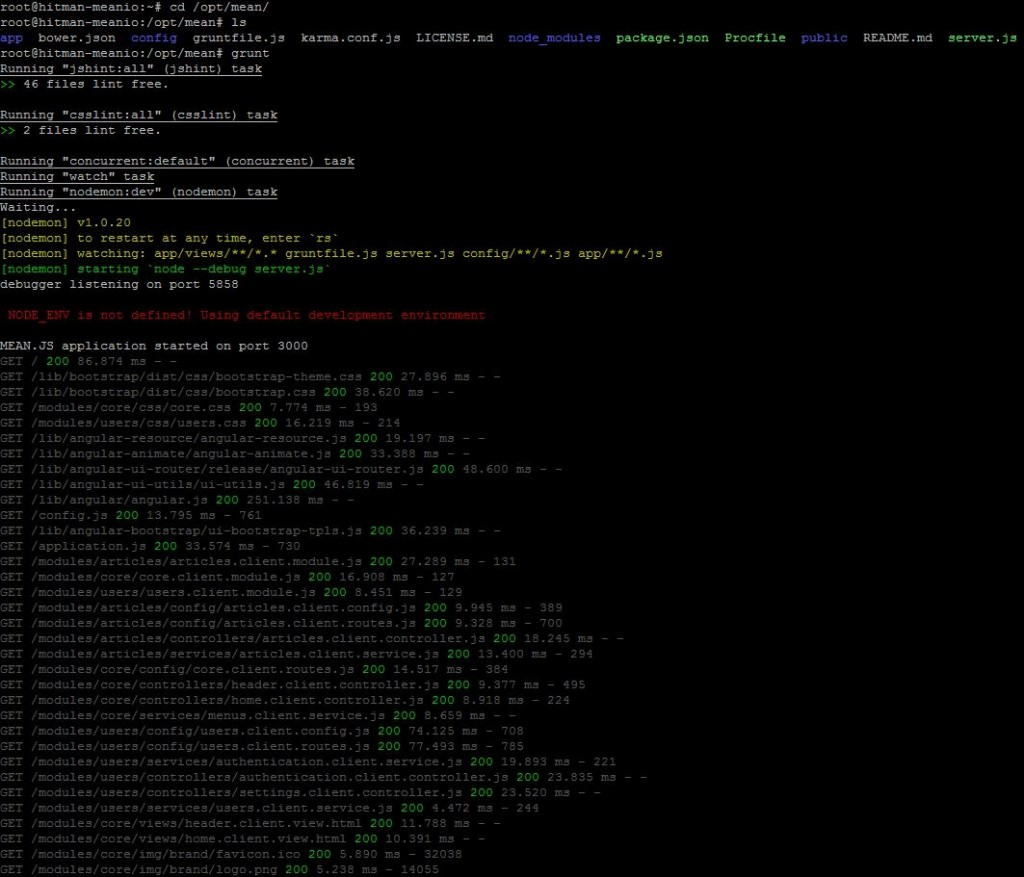 root@hitman-meanio:~# cd /opt/mean/
root@hitman-meanio:/opt/mean# ls
app  bower.json  config  gruntfile.js  karma.conf.js  LICENSE.md  node_modules  package.json  Procfile  public  README.md  server.js
root@hitman-meanio:/opt/mean# grunt
Running "jshint:all" (jshint) task
>> 46 files lint free.
Running "csslint:all" (csslint) task
>> 2 files lint free.
Running "concurrent:default" (concurrent) task
Running "watch" task
Running "nodemon:dev" (nodemon) task
Waiting...
[nodemon] v1.0.20
[nodemon] to restart at any time, enter `rs`
[nodemon] watching: app/views/**/*.* gruntfile.js server.js config/**/*.js app/**/*.js
[nodemon] starting `node --debug server.js`
debugger listening on port 5858
NODE_ENV is not defined! Using default development environment
MEAN.JS application started on port 3000
GET / 200 86.874 ms - -
GET /lib/bootstrap/dist/css/bootstrap-theme.css 200 27.896 ms - -
GET /lib/bootstrap/dist/css/bootstrap.css 200 38.620 ms - -
GET /modules/core/css/core.css 200 7.774 ms - 193
GET /modules/users/css/users.css 200 16.219 ms - 214
GET /lib/angular-resource/angular-resource.js 200 19.197 ms - -
GET /lib/angular-animate/angular-animate.js 200 33.388 ms - -
GET /lib/angular-ui-router/release/angular-ui-router.js 200 48.600 ms - -
GET /lib/angular-ui-utils/ui-utils.js 200 46.819 ms - -
GET /lib/angular/angular.js 200 251.138 ms - -
GET /config.js 200 13.795 ms - 761
GET /lib/angular-bootstrap/ui-bootstrap-tpls.js 200 36.239 ms - -
GET /application.js 200 33.574 ms - 730
GET /modules/articles/articles.client.module.js 200 27.289 ms - 131
GET /modules/core/core.client.module.js 200 16.908 ms - 127
GET /modules/users/users.client.module.js 200 8.451 ms - 129
GET /modules/articles/config/articles.client.config.js 200 9.945 ms - 389
GET /modules/articles/config/articles.client.routes.js 200 9.328 ms - 700
GET /modules/articles/controllers/articles.client.controller.js 200 18.245 ms - -
GET /modules/articles/services/articles.client.service.js 200 13.400 ms - 294
GET /modules/core/config/core.client.routes.js 200 14.517 ms - 384
GET /modules/core/controllers/header.client.controller.js 200 9.377 ms - 495
GET /modules/core/controllers/home.client.controller.js 200 8.918 ms - 224
GET /modules/core/services/menus.client.service.js 200 8.659 ms - -
GET /modules/users/config/users.client.config.js 200 74.125 ms - 708
GET /modules/users/config/users.client.routes.js 200 77.493 ms - 785
GET /modules/users/services/authentication.client.service.js 200 19.893 ms - 221
GET /modules/users/controllers/authentication.client.controller.js 200 23.835 ms - -
GET /modules/users/controllers/settings.client.controller.js 200 23.520 ms - -
GET /modules/users/services/users.client.service.js 200 4.472 ms - 244
GET /modules/core/views/header.client.view.html 200 11.788 ms - -
GET /modules/core/views/home.client.view.html 200 10.391 ms - -
GET /modules/core/img/brand/favicon.ico 200 5.890 ms - 32038
GET /modules/core/img/brand/logo.png 200 5.238 ms - 14055